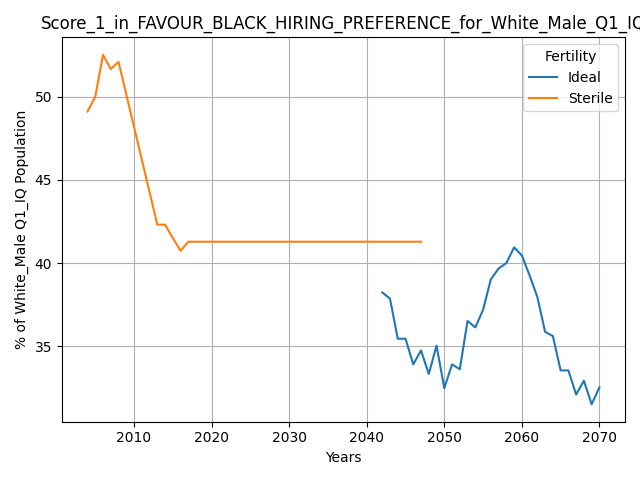 Score_1_in_FAVOUR_BLACK_HIRING_PREFERENCE_for_White_Male_Q1_IQ
Fertility
Ideal
Sterile
% of White_Male Q1_IQ Population
50
45
40
35
2010 2020 2030 2040 2050 2060 2070
Years